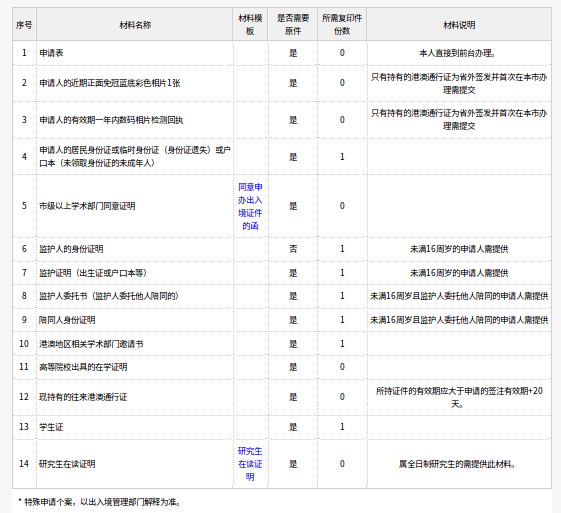 序号 材料名称 材料模板 是否需要原件 所需复印件份数 材料说明
1 申请表 是 0 本人直接到前台办理。
2 申请人的近期正面免冠蓝底彩色相片1张 是 0 只有持有的港澳通行证为省外签发并首次在本市办理需提交
3 申请人的有效期一年内数码相片检测回执 是 0 只有持有的港澳通行证为省外签发并首次在本市办理需提交
4 申请人的居民身份证或临时身份证（身份证遗失）或户口本（未领取身份证的未成年人） 是 1
5 市级以上学术部门同意证明 同意申办出入境证件的函 是 0
6 监护人的身份证明 否 1 未满16周岁的申请人需提供
7 监护证明（出生证或户口本等） 是 1 未满16周岁的申请人需提供
8 监护人委托书（监护人委托他人陪同的） 是 1 未满16周岁且监护人委托他人陪同的申请人需提供
9 陪同人身份证明 是 1 未满16周岁且监护人委托他人陪同的申请人需提供
10 港澳地区相关学术部门邀请书 是 1
11 高等院校出具的在学证明 是 0
12 现持有的往来港澳通行证 是 0 所持证件的有效期应大于申请的签注有效期+20天。
13 学生证 是 1
14 研究生在读证明 研究生在读证明 是 0 属全日制研究生的需提供此材料。
* 特殊申请个案，以出入境管理部门解释为准。